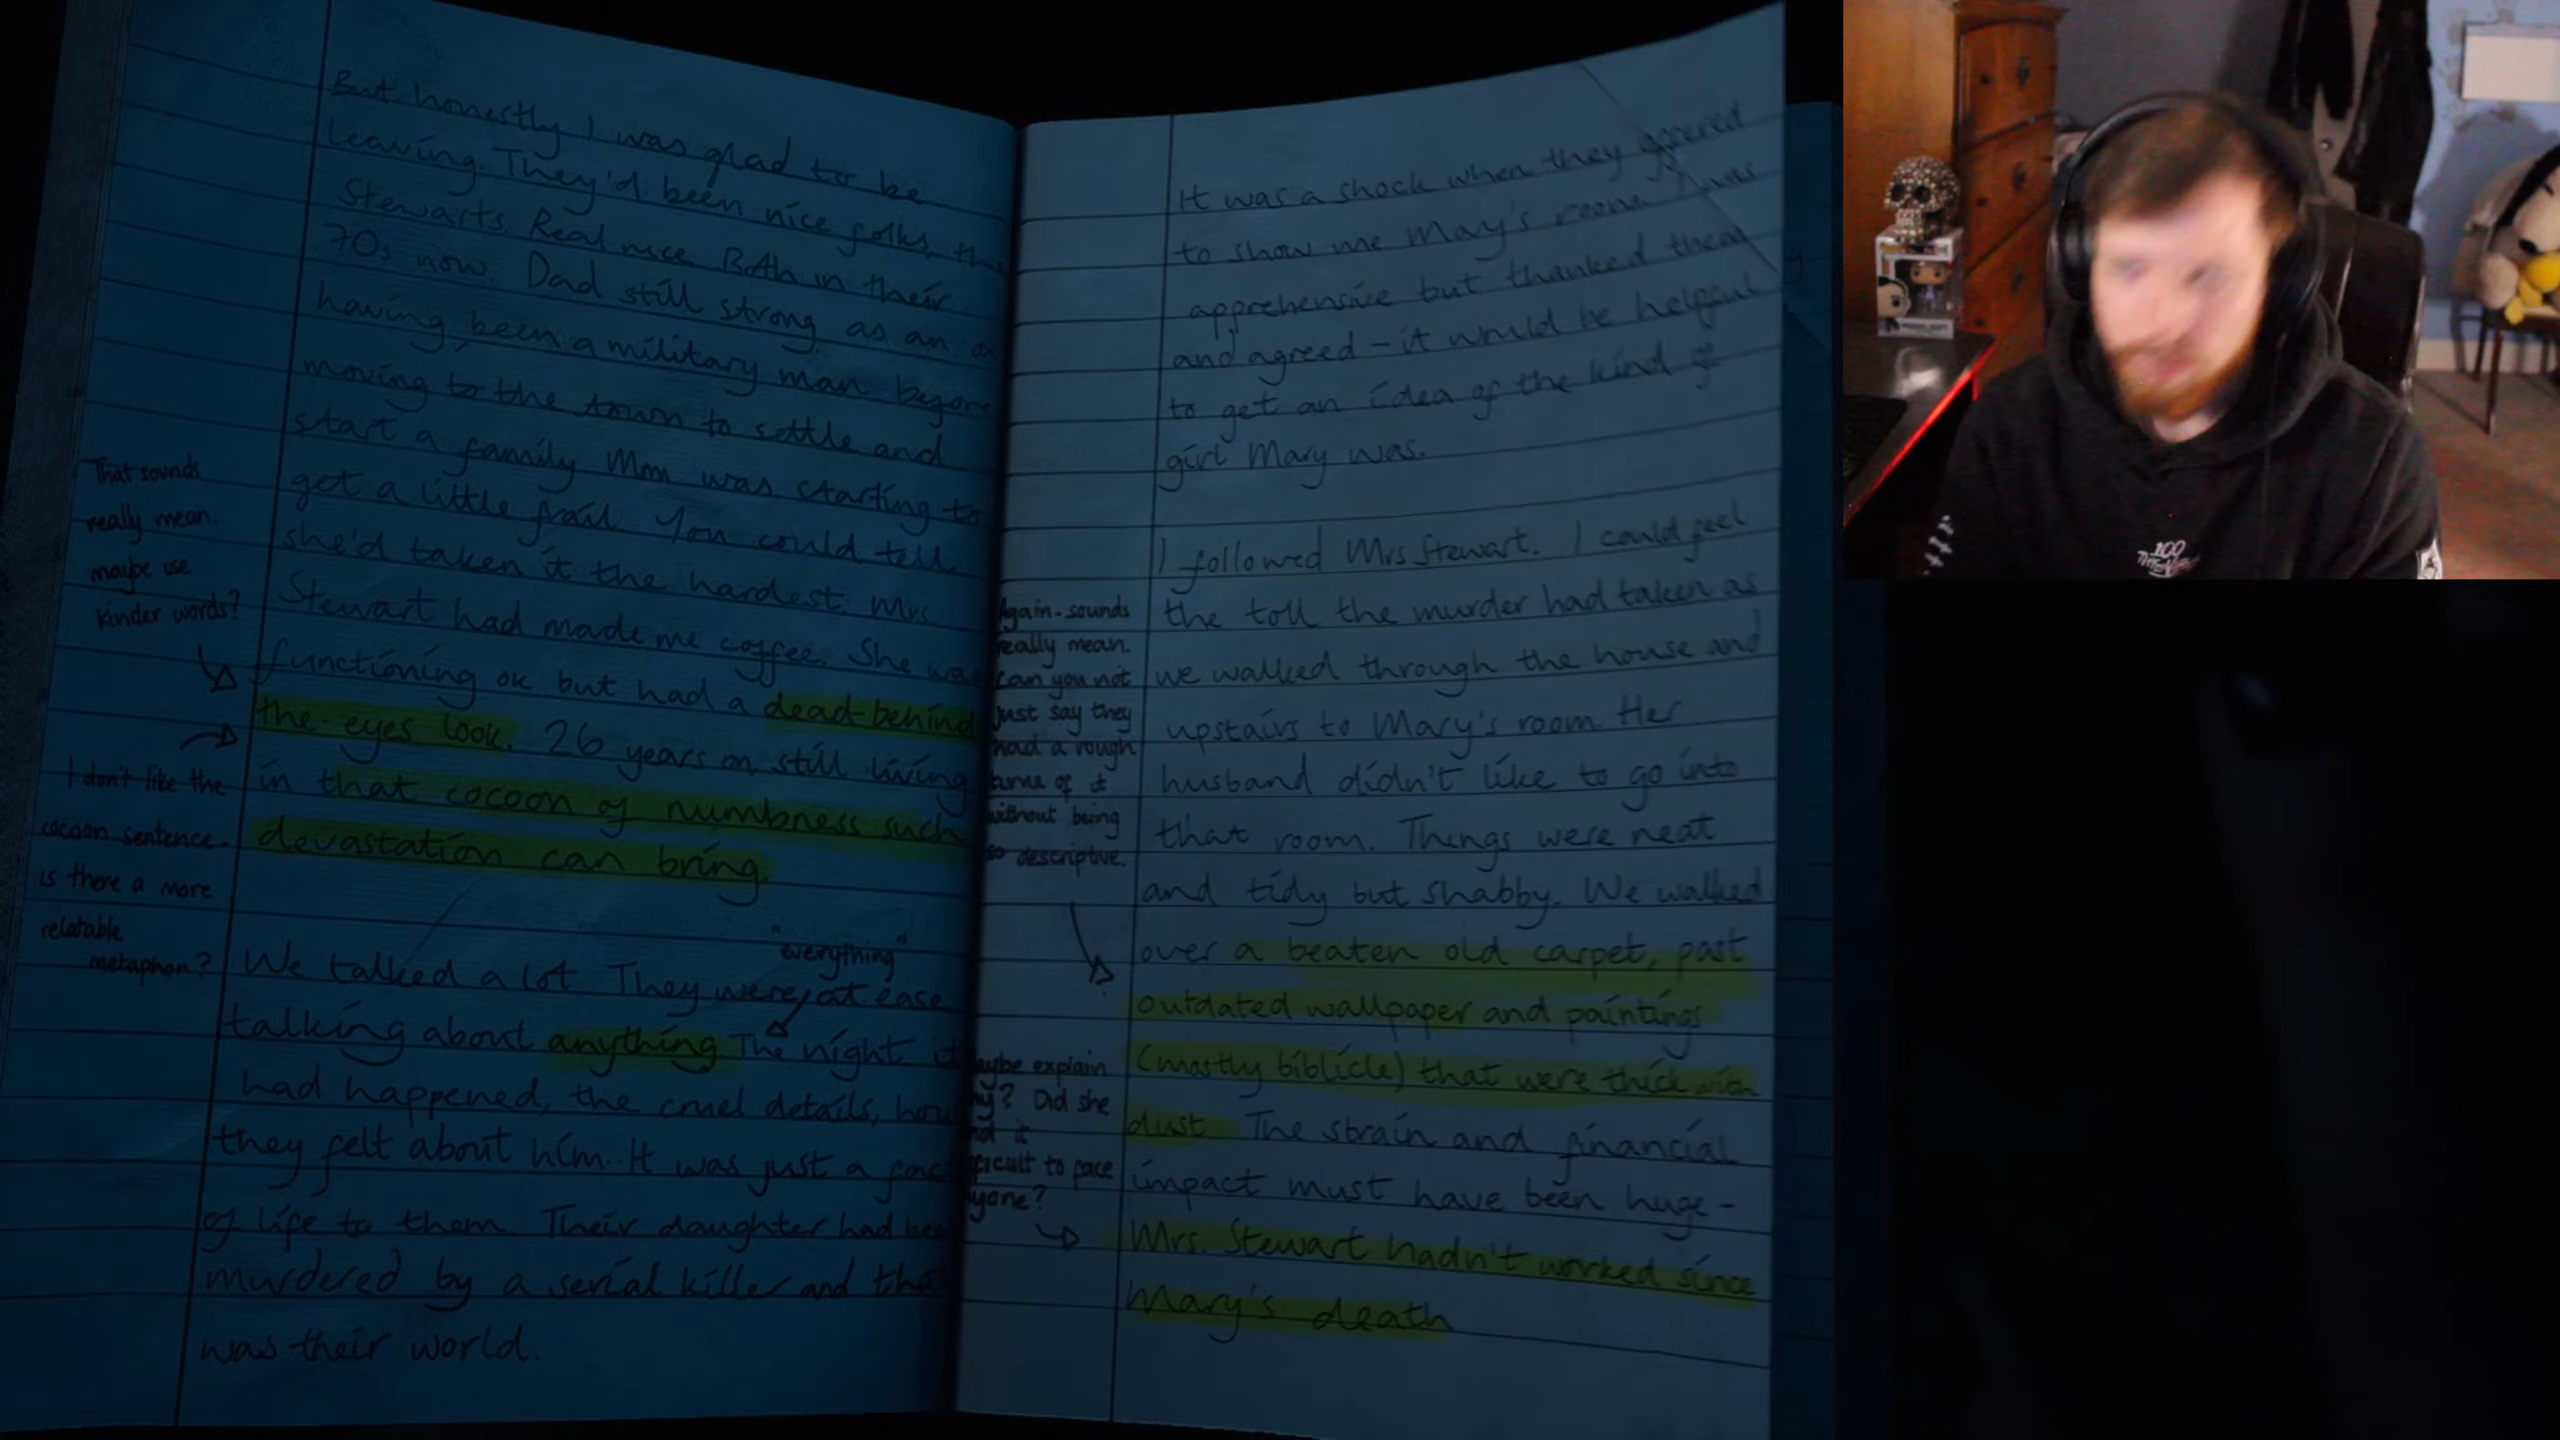 But honestly I was glad to be
leaving. They'd been nice folks, the
Stewarts. Real nice. Both in their
70s now. Dad still strong as an
having been a military man before
moving to the town to settle and
start a family. Mom was starting to
get a little frail. You could tell
she'd taken it the hardest. Mrs.
Stewart had made me coffee. She was
functioning ok but had a dead-behind
the-eyes look. 26 years on, still living
in that cocoon of numbness such
devastation can bring.
We talked a lot. They were at ease
talking about anything The night it
had happened, the cruel details, how
they felt about him. It was just a
of life to them. Their daughter had
murdered by a serial killer and that
was their world.
That sounds
really mean.
maybe use
kinder words?
I don't like the
cocoon sentence-
is there a more
relatable
metaphor?
"everything"
It was a shock when they offered
to show me Mary's room. I was
apprehensive but thanked them
and agreed – it would be helpful
to get an idea of the kind of
girl Mary was.
I followed Mrs Stewart. I could feel
the toll the murder had taken as
we walked through the house and
upstairs to Mary's room. Her
husband didn't like to go into
that room. Things were neat
and tidy but shabby. We walked
over a beaten old carpet, past
outdated wallpaper and paintings
(mostly biblicle) that were thick with
dust. The strain and financial
impact must have been huge –
Mrs. Stewart hadn't worked since
Mary's death
Again - sounds
really mean.
Can you not
just say they
had a rough
time of it
without being
so descriptive.
explain
Did she
it
to face
100